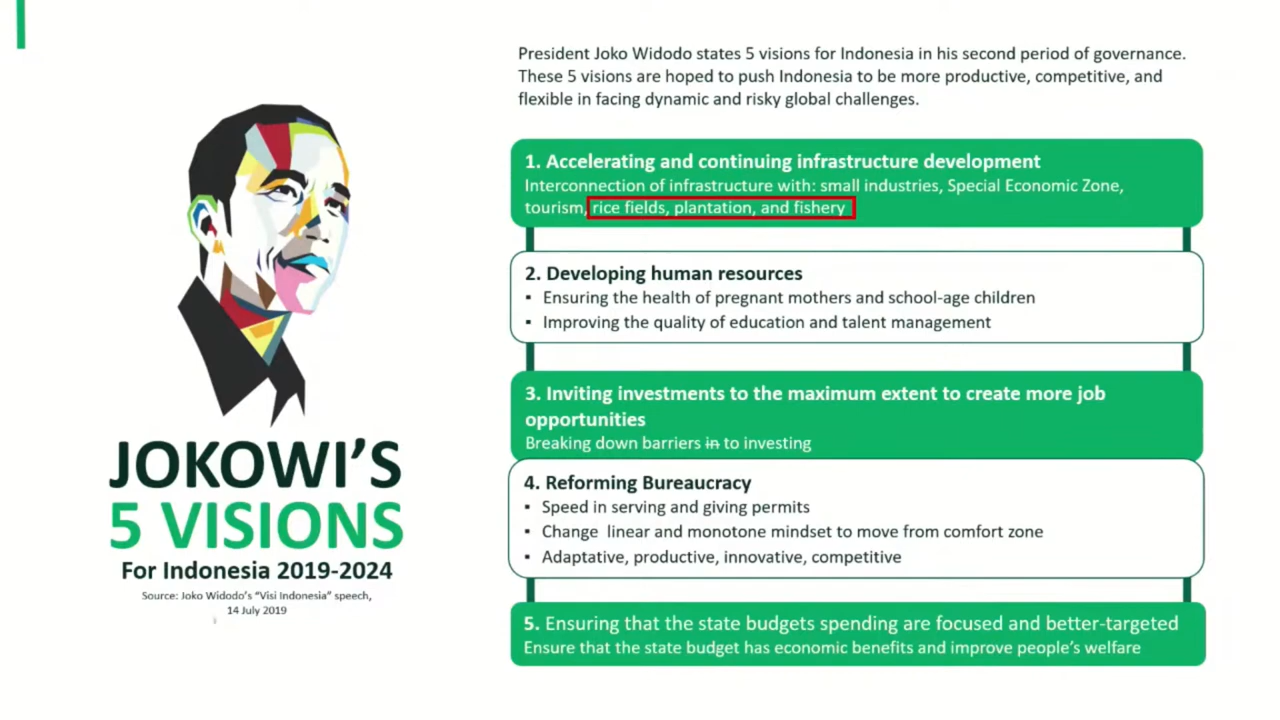 President Joko Widodo states 5 visions for Indonesia in his second period of governance.
These 5 visions are hoped to push Indonesia to be more productive, competitive, and
flexible in facing dynamic and risky global challenges.
1. Accelerating and continuing infrastructure development
Interconnection of infrastructure with: small industries, Special Economic Zone,
tourism, rice fields, plantation, and fishery
2. Developing human resources
▪ Ensuring the health of pregnant mothers and school-age children
▪ Improving the quality of education and talent management
3. Inviting investments to the maximum extent to create more job
opportunities
Breaking down barriers in to investing
4. Reforming Bureaucracy
▪ Speed in serving and giving permits
▪ Change linear and monotone mindset to move from comfort zone
▪ Adaptative, productive, innovative, competitive
5. Ensuring that the state budgets spending are focused and better-targeted
Ensure that the state budget has economic benefits and improve people's welfare
JOKOWI'S
5 VISIONS
For Indonesia 2019-2024
Source: Joko Widodo's "Visi Indonesia" speech,
14 July 2019